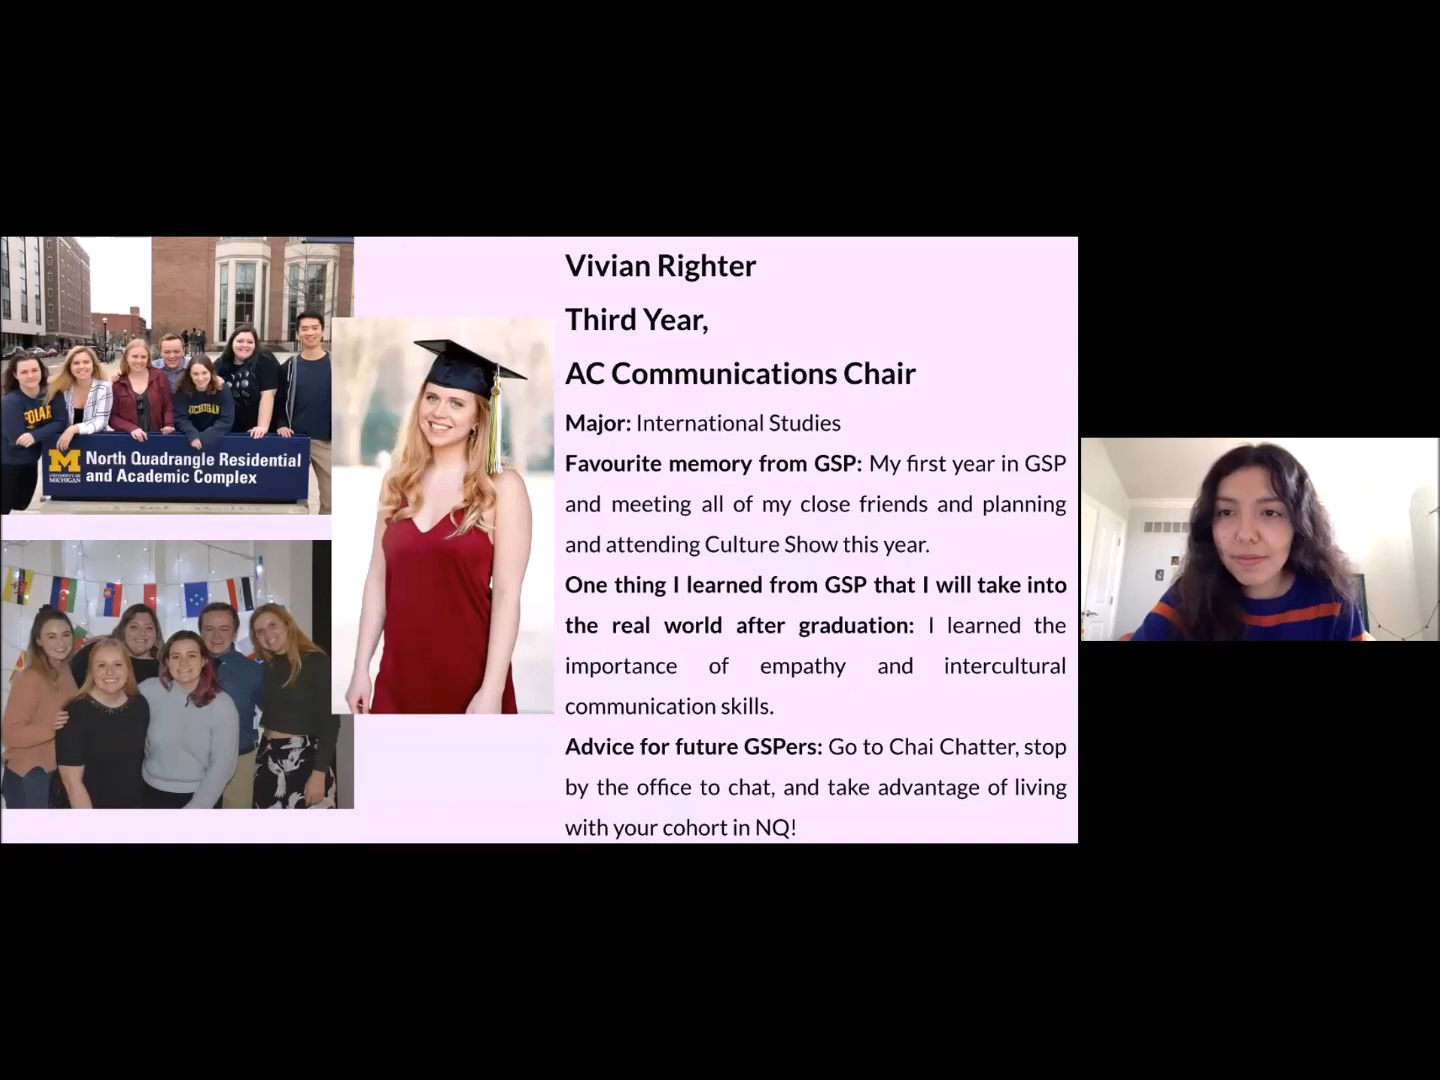 Vivian Righter
Third Year,
AC Communications Chair
Major: International Studies
Favourite memory from GSP: My first year in GSP
and meeting all of my close friends and planning
and attending Culture Show this year.
One thing I learned from GSP that I will take into
the real world after graduation: I learned the
importance of empathy and intercultural
communication skills.
Advice for future GSPers: Go to Chai Chatter, stop
by the office to chat, and take advantage of living
with your cohort in NQ!
M
UNIVERSITY OF
MICHIGAN
North Quadrangle Residential
and Academic Complex
MICHIGAN